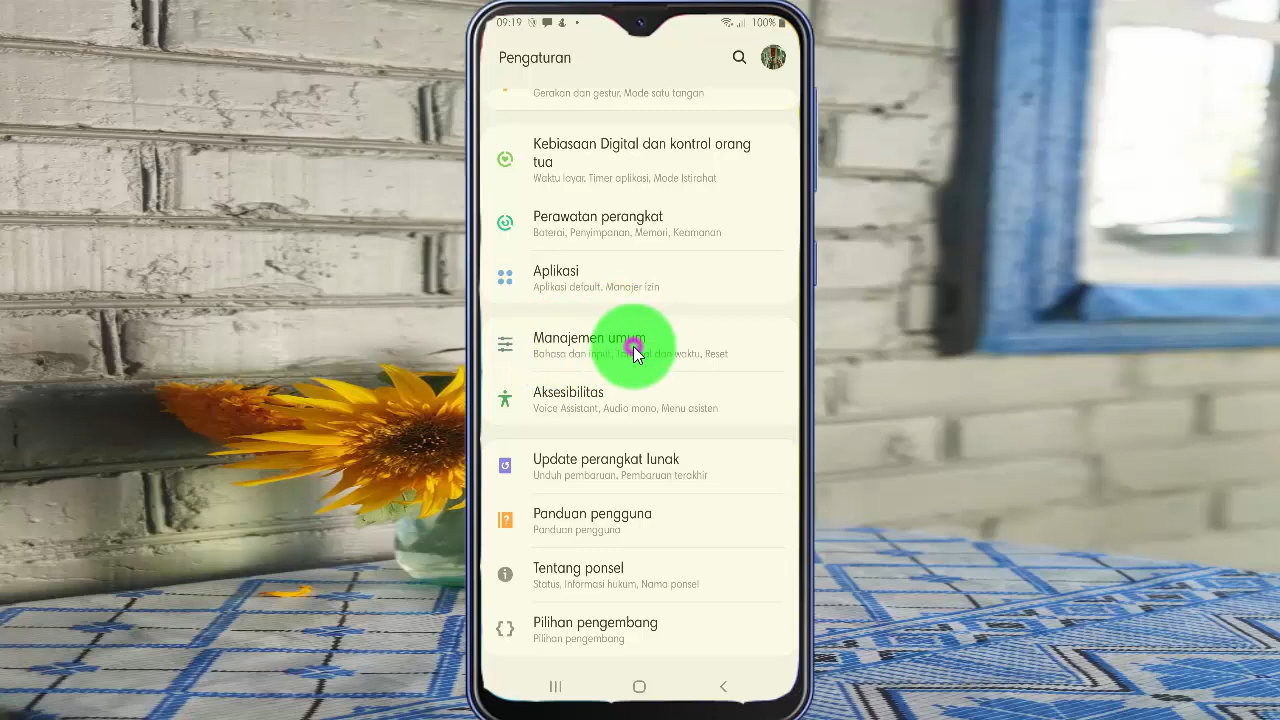 09:19 100%
Pengaturan
Gerakan dan gestur, Mode satu tangan
Kebiasaan Digital dan kontrol orang
tua
Waktu layar, Timer aplikasi, Mode Istirahat
Perawatan perangkat
Baterai, Penyimpanan, Memori, Keamanan
Aplikasi
Aplikasi default, Manajer izin
Manajemen umum
Bahasa dan input, Tanggal dan waktu, Reset
Aksesibilitas
Voice Assistant, Audio mono, Menu asisten
Update perangkat lunak
Unduh pembaruan, Pembaruan terakhir
Panduan pengguna
Panduan pengguna
Tentang ponsel
Status, Informasi hukum, Nama ponsel
Pilihan pengembang
Pilihan pengembang